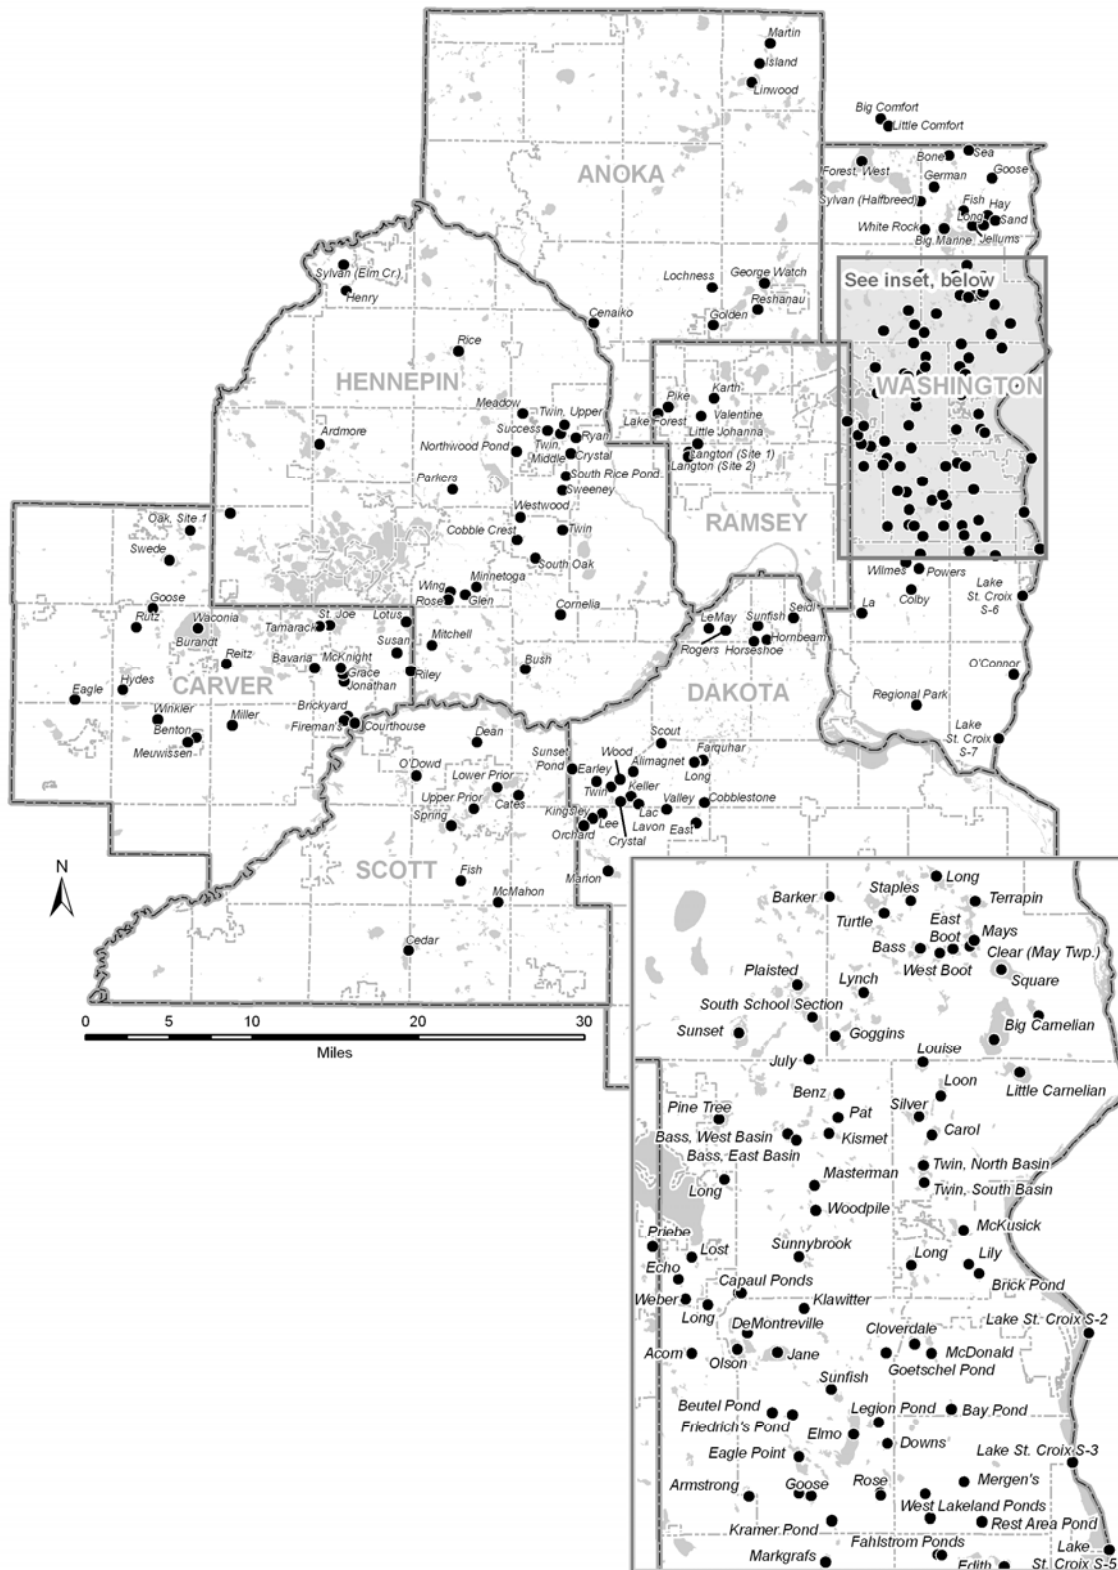 Martin
Island
Linwood
Big Comfort
Little Comfort
ANOKA
Bone
Sea
Forest, West
German
Goose
Sylvan (Halfbreed)
Fish
Hay
Long
Sand
White Rock
Big Marine
Jellums
Sylvan (Elm Cr.)
Henry
Lochness
George Watch
Reshanau
Golden
Cenaiko
See inset, below
Rice
HENNEPIN
WASHINGTON
Pike
Karth
Lake Forest
Valentine
Little Johanna
Langton (Site 1)
Langton (Site 2)
Meadow
Twin, Upper
Success
Ryan
Ardmore
Northwood Pond
Twin,
Middle
Crystal
South Rice Pond
Parkers
Sweeney
Westwood
RAMSEY
Cobble Crest
Twin
South Oak
Oak, Site 1
Swede
Goose
Rutz
Waconia
Burandt
Wing
Minnetoga
Rose
Glen
Cornelia
St. Joe
Tamarack
Lotus
Susan
Mitchell
Reitz
Bavaria
McKnight
Grace
Jonathan
Riley
Bush
Wilmes
Powers
Colby
Lake
St. Croix
S-6
La
LeMay
Sunfish
Seidl
Rogers
Hornbeam
Horseshoe
DAKOTA
O'Connor
Regional Park
Lake
St. Croix
S-7
Eagle
Hydes
CARVER
Winkler
Benton
Meuwissen
Miller
Brickyard
Fireman's
Courthouse
Dean
O'Dowd
Lower Prior
Upper Prior
Cates
Spring
Sunset
Pond
Wood
Scout
Earley
Alimagnet
Farquhar
Twin
Keller
Long
Kingsley
Lac
Lavon
Valley
Cobblestone
Orchard
Lee
East
Crystal
SCOTT
Fish
McMahon
Marion
Cedar
N
0 5 10 20 30
Miles
Long
Staples
Barker
Terrapin
Turtle
East
Boot
Mays
Bass
Clear (May Twp.)
West Boot
Square
Plaisted
Lynch
South School Section
Big Carnelian
Sunset
Goggins
July
Louise
Little Carnelian
Benz
Loon
Pine Tree
Pat
Silver
Bass, West Basin
Kismet
Carol
Bass, East Basin
Twin, North Basin
Masterman
Long
Twin, South Basin
Woodpile
McKusick
Priebe
Lost
Sunnybrook
Long
Lily
Echo
Brick Pond
Capaul Ponds
Weber
Long
Klawitter
DeMontreville
Cloverdale
Lake St. Croix S-2
Acorn
Olson
Jane
McDonald
Goetschel Pond
Sunfish
Beutel Pond
Legion Pond
Bay Pond
Friedrich's Pond
Elmo
Downs
Eagle Point
Lake St. Croix S-3
Armstrong
Goose
Rose
Mergen's
West Lakeland Ponds
Kramer Pond
Rest Area Pond
Fahlstrom Ponds
Markgrafs
Edith
Lake
St. Croix S-5